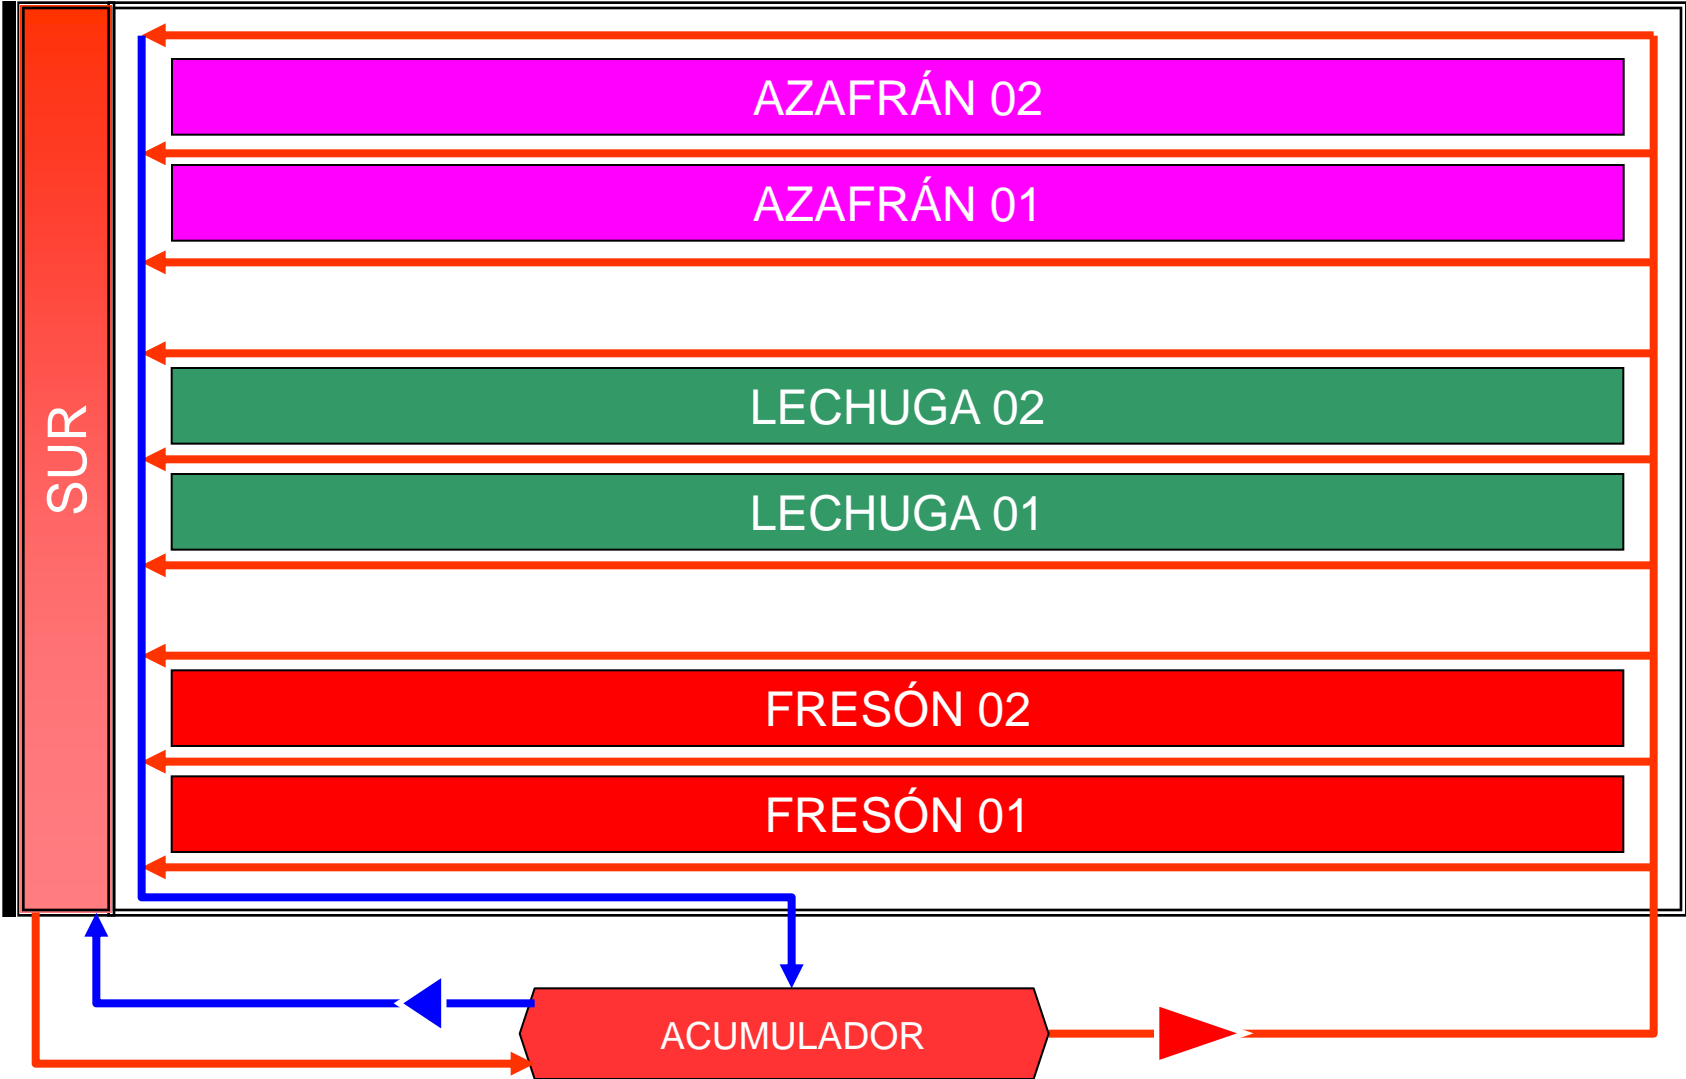 AZAFRÁN 02
AZAFRÁN 01
SUR
LECHUGA 02
LECHUGA 01
FRESÓN 02
FRESÓN 01
ACUMULADOR